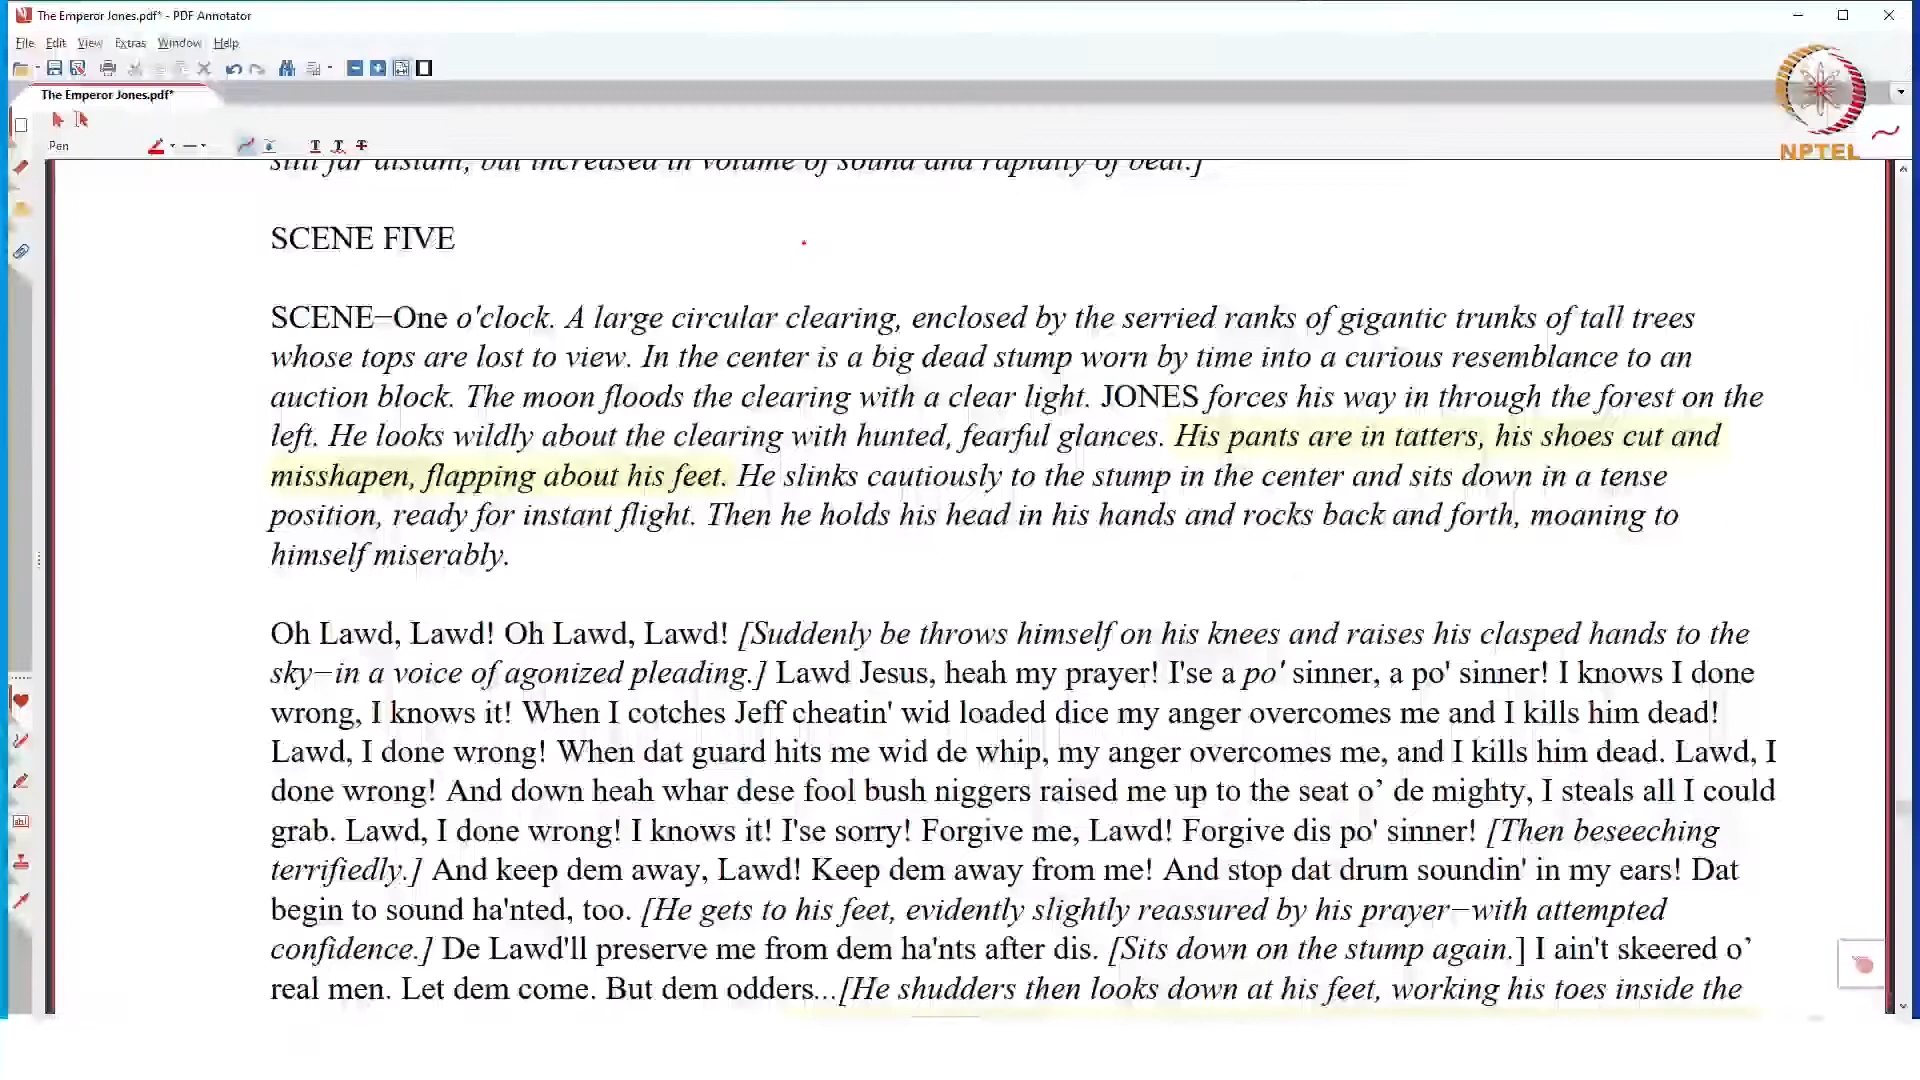 The Emperor Jones.pdf* - PDF Annotator
File Edit View Extras Window Help
The Emperor Jones.pdf*
Pen
NPTEL
still far distant, but increased in volume of sound and rapidity of beat.]
SCENE FIVE
SCENE−One o'clock. A large circular clearing, enclosed by the serried ranks of gigantic trunks of tall trees
whose tops are lost to view. In the center is a big dead stump worn by time into a curious resemblance to an
auction block. The moon floods the clearing with a clear light. JONES forces his way in through the forest on the
left. He looks wildly about the clearing with hunted, fearful glances. His pants are in tatters, his shoes cut and
misshapen, flapping about his feet. He slinks cautiously to the stump in the center and sits down in a tense
position, ready for instant flight. Then he holds his head in his hands and rocks back and forth, moaning to
himself miserably.
Oh Lawd, Lawd! Oh Lawd, Lawd! [Suddenly be throws himself on his knees and raises his clasped hands to the
sky−in a voice of agonized pleading.] Lawd Jesus, heah my prayer! I'se a po' sinner, a po' sinner! I knows I done
wrong, I knows it! When I cotches Jeff cheatin' wid loaded dice my anger overcomes me and I kills him dead!
Lawd, I done wrong! When dat guard hits me wid de whip, my anger overcomes me, and I kills him dead. Lawd, I
done wrong! And down heah whar dese fool bush niggers raised me up to the seat o’ de mighty, I steals all I could
grab. Lawd, I done wrong! I knows it! I'se sorry! Forgive me, Lawd! Forgive dis po' sinner! [Then beseeching
terrifiedly.] And keep dem away, Lawd! Keep dem away from me! And stop dat drum soundin' in my ears! Dat
begin to sound ha'nted, too. [He gets to his feet, evidently slightly reassured by his prayer−with attempted
confidence.] De Lawd'll preserve me from dem ha'nts after dis. [Sits down on the stump again.] I ain't skeered o’
real men. Let dem come. But dem odders...[He shudders then looks down at his feet, working his toes inside the